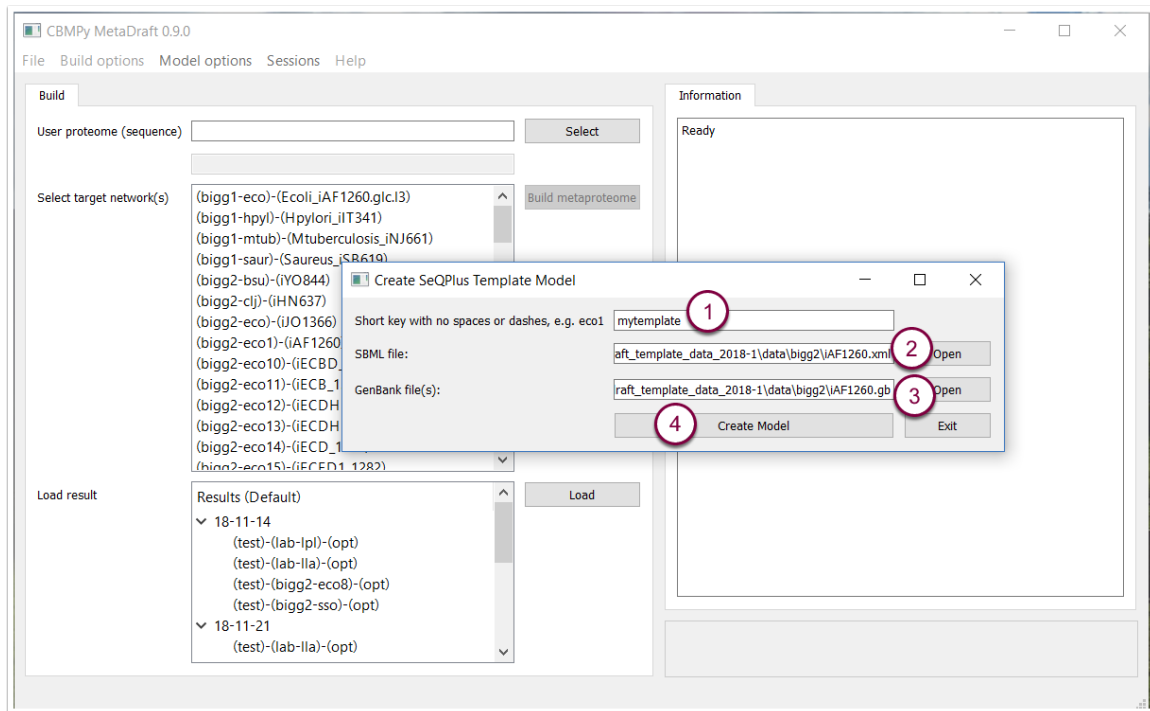 CBMPy MetaDraft 0.9.0
File Build options Model options Sessions Help
Build
Information
User proteome (sequence)
Select
Ready
Select target network(s)
Build metaproteome
(bigg1-eco)-(Ecoli_iAF1260.glc.l3)
(bigg1-hpyl)-(Hpylori_iIT341)
(bigg1-mtub)-(Mtuberculosis_iNJ661)
(bigg1-saur)-(Saureus_iSB619)
(bigg2-bsu)-(iYO844)
(bigg2-clj)-(iHN637)
(bigg2-eco)-(iJO1366)
(bigg2-eco1)-(iAF1260
(bigg2-eco10)-(iECBD_
(bigg2-eco11)-(iECB_1
(bigg2-eco12)-(iECDH
(bigg2-eco13)-(iECDH
(bigg2-eco14)-(iECD_1
(bigg2-eco15)-(iECED1_1282)
Create SeQPlus Template Model
Short key with no spaces or dashes, e.g. eco1 mytemplate 1
SBML file: aft_template_data_2018-1\data\bigg2\iAF1260.xml 2 Open
GenBank file(s): raft_template_data_2018-1\data\bigg2\iAF1260.gb 3 Open
4 Create Model Exit
Load result
Load
Results (Default)
18-11-14
(test)-(lab-lpl)-(opt)
(test)-(lab-lla)-(opt)
(test)-(bigg2-eco8)-(opt)
(test)-(bigg2-sso)-(opt)
18-11-21
(test)-(lab-lla)-(opt)